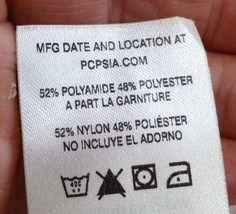 MFG DATE AND LOCATION AT
PCPSIA.COM
52% POLYAMIDE 48% POLYESTER
A PART LA GARNITURE
52% NYLON 48% POLIÉSTER
NO INCLUYE EL ADORNO
40C